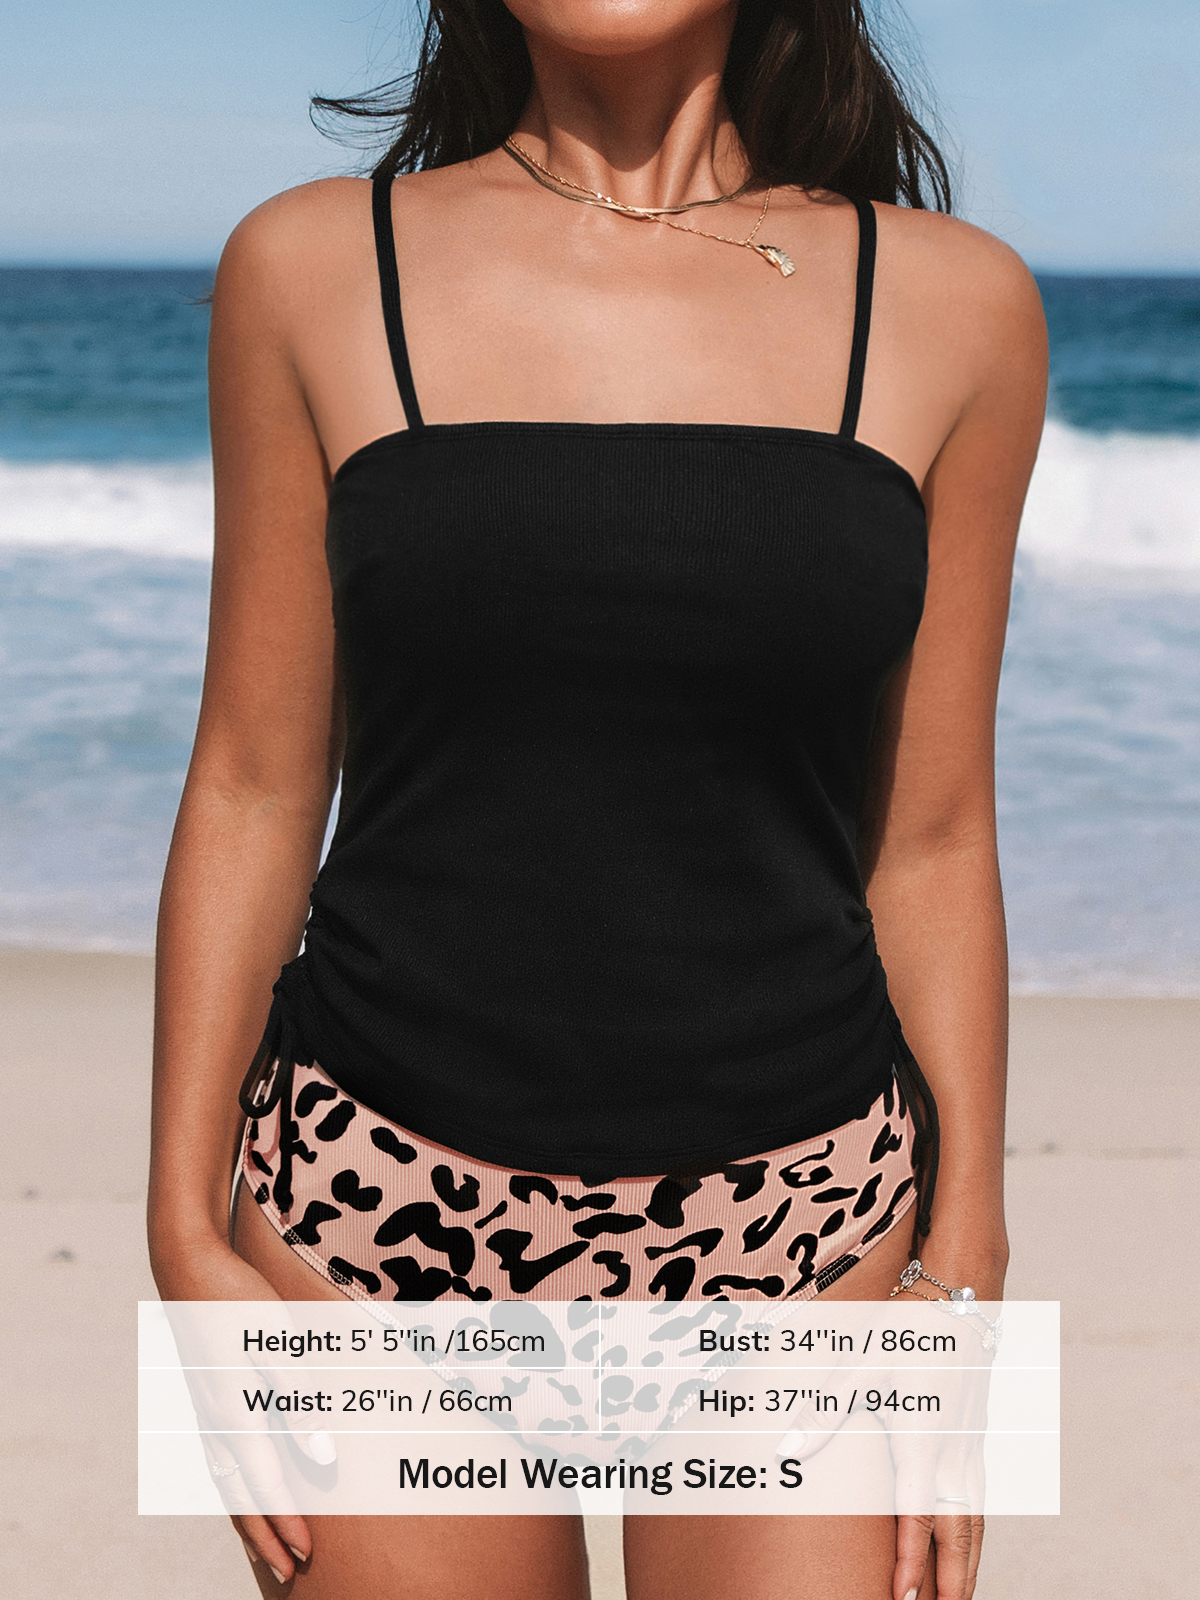 Height: 5' 5''in /165cm
Bust: 34''in / 86cm
Waist: 26''in / 66cm
Hip: 37''in / 94cm
Model Wearing Size: S